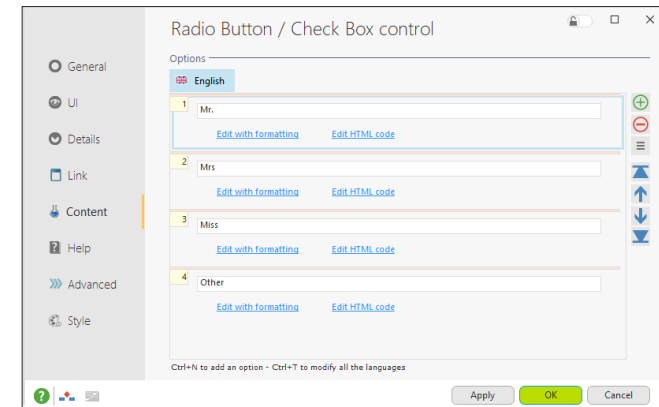 Radio Button / Check Box control
General
UI
Details
Link
Content
Help
Advanced
Style
Options
English
1
Mr.
Edit with formatting Edit HTML code
2
Mrs
Edit with formatting Edit HTML code
3
Miss
Edit with formatting Edit HTML code
4
Other
Edit with formatting Edit HTML code
Ctrl+N to add an option - Ctrl+T to modify all the languages
? Apply OK Cancel